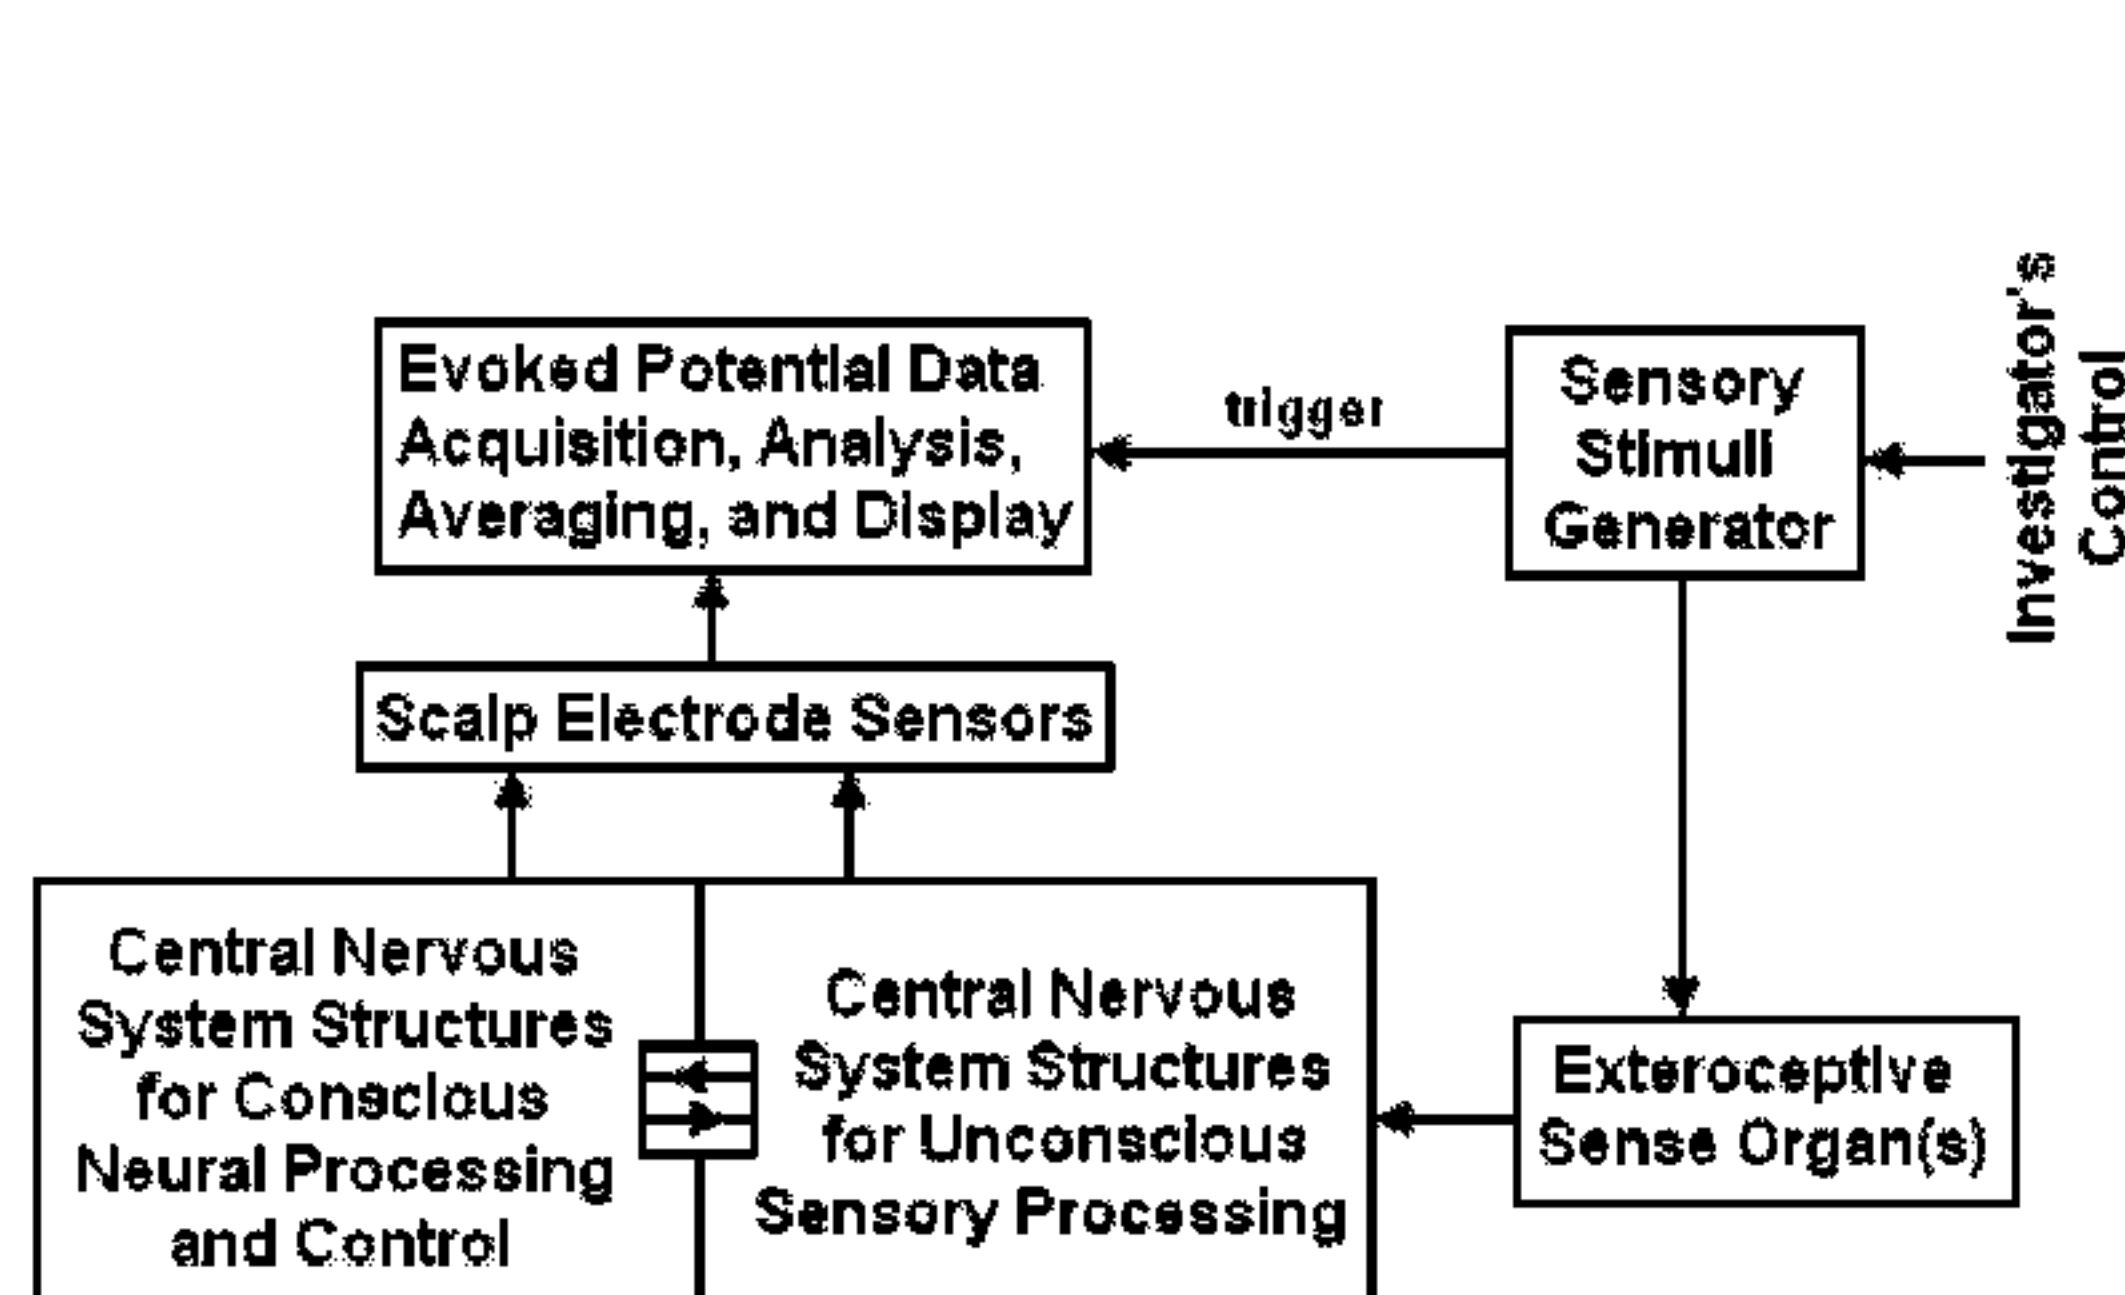 Evoked Potential Data
Acquisition, Analysis,
Averaging, and Display
trigger
Sensory
Stimuli
Generator
Investigator's
Control
Scalp Electrode Sensors
Central Nervous
System Structures
for Conscious
Neural Processing
and Control
Central Nervous
System Structures
for Unconscious
Sensory Processing
Exteroceptive
Sense Organ(s)